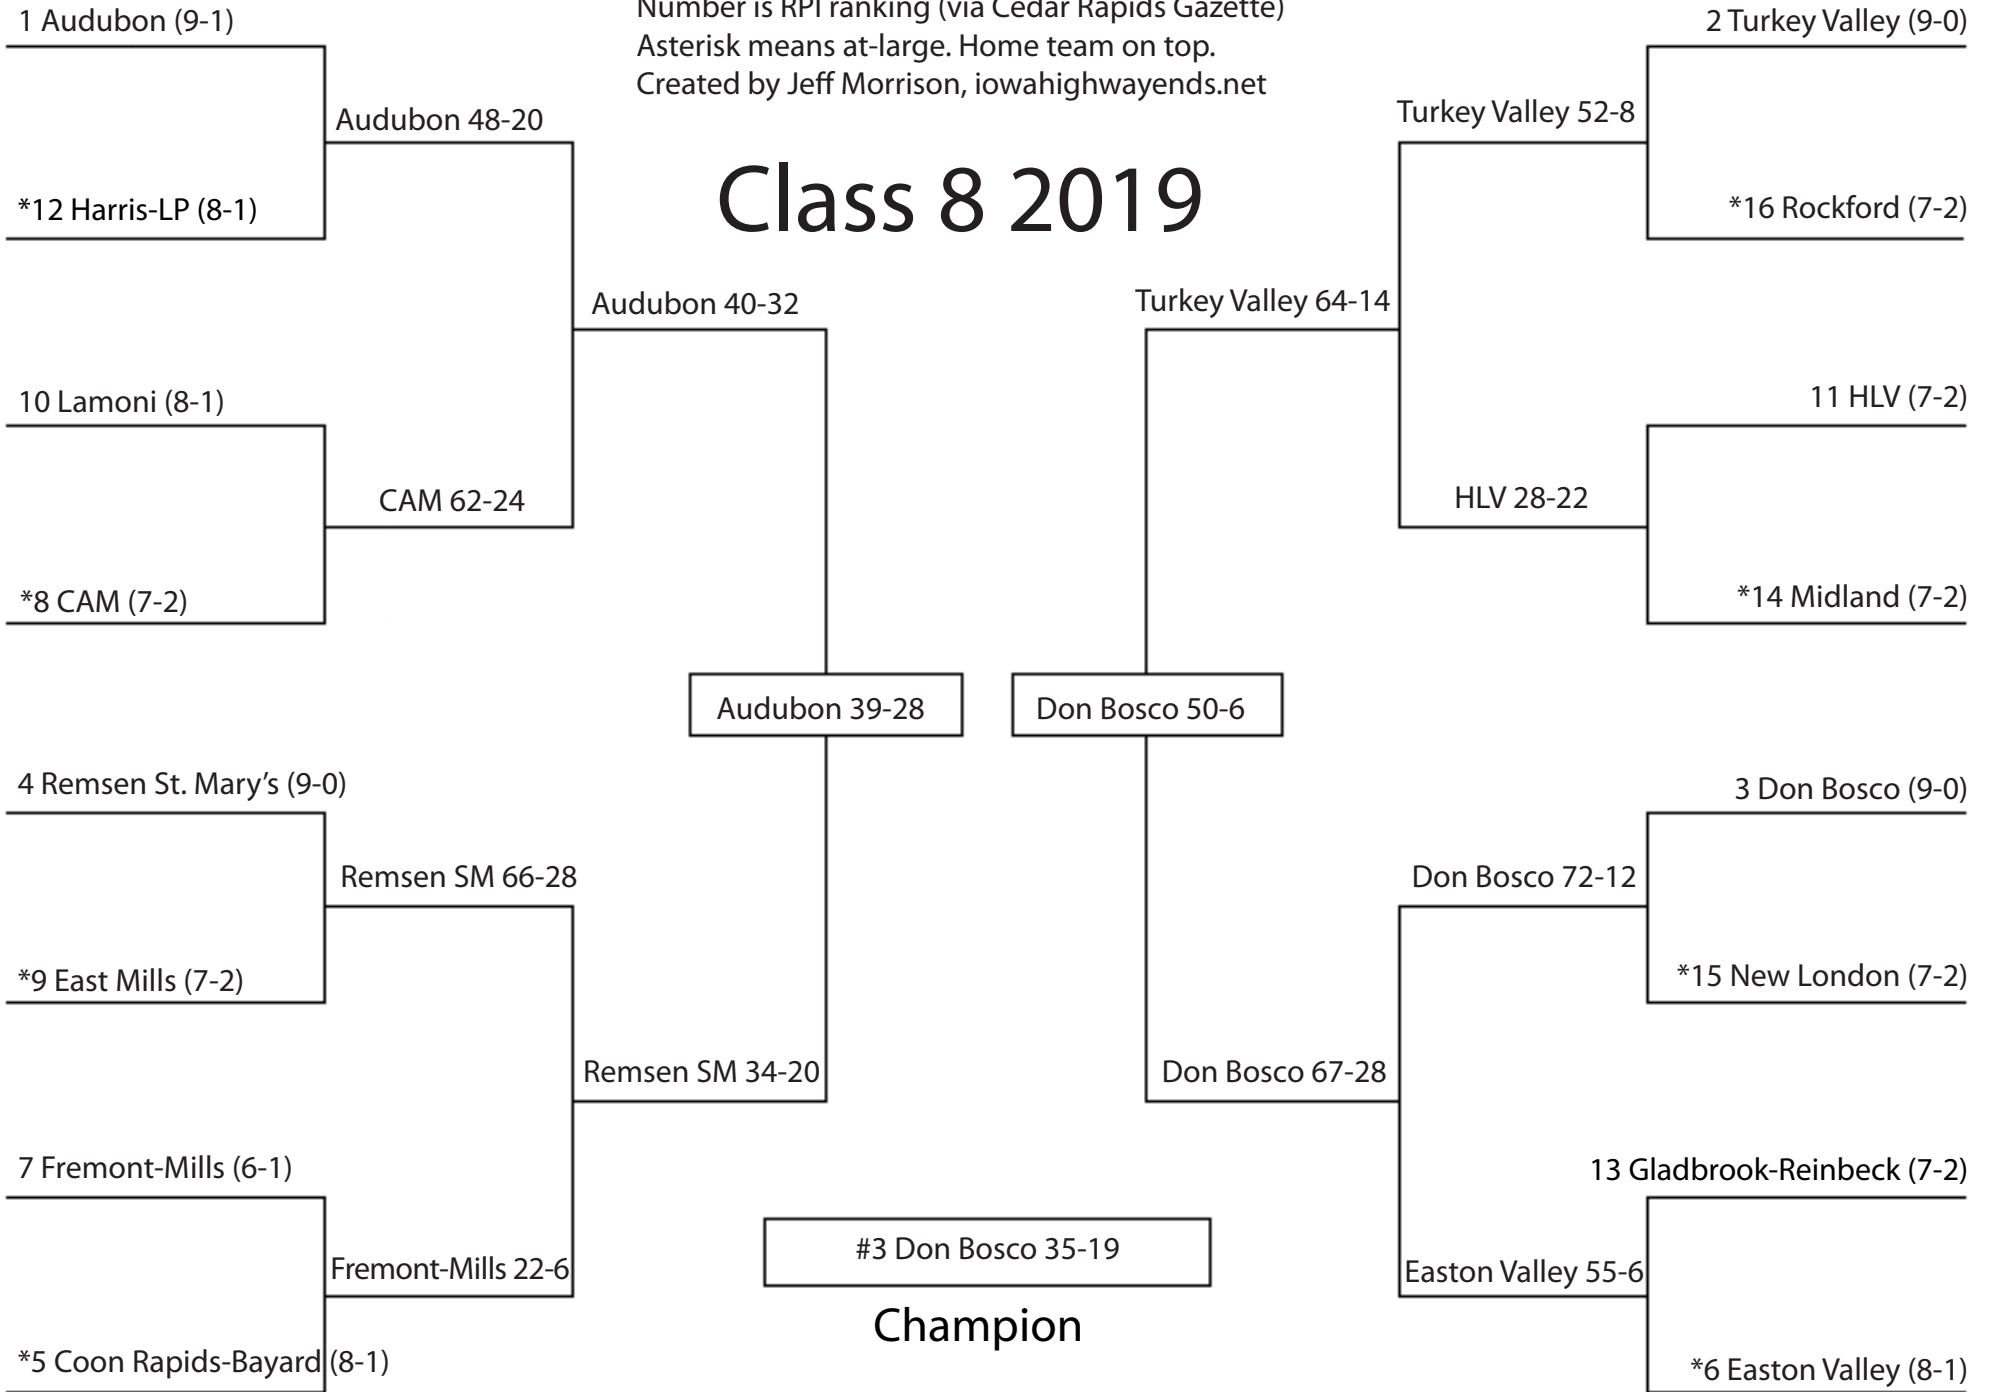 Number is RPI ranking (via Cedar Rapids Gazette)
Asterisk means at-large. Home team on top.
Created by Jeff Morrison, iowahighwayends.net
Class 8 2019
1 Audubon (9-1)
Audubon 48-20
*12 Harris-LP (8-1)
Audubon 40-32
10 Lamoni (8-1)
CAM 62-24
*8 CAM (7-2)
Audubon 39-28
4 Remsen St. Mary’s (9-0)
Remsen SM 66-28
*9 East Mills (7-2)
Remsen SM 34-20
7 Fremont-Mills (6-1)
Fremont-Mills 22-6
*5 Coon Rapids-Bayard (8-1)
2 Turkey Valley (9-0)
Turkey Valley 52-8
*16 Rockford (7-2)
Turkey Valley 64-14
11 HLV (7-2)
HLV 28-22
*14 Midland (7-2)
Don Bosco 50-6
3 Don Bosco (9-0)
Don Bosco 72-12
*15 New London (7-2)
Don Bosco 67-28
13 Gladbrook-Reinbeck (7-2)
Easton Valley 55-6
*6 Easton Valley (8-1)
#3 Don Bosco 35-19
Champion